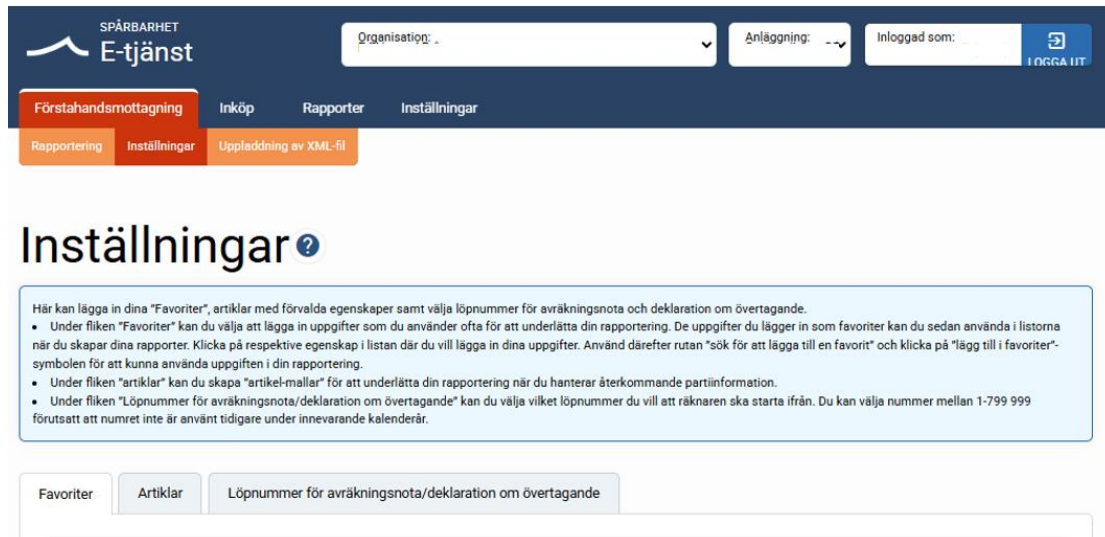 SPÅRBARHET
E-tjänst
Organisation:
Anläggning:
Inloggad som:
LOGGA UT
Förstahandsmottagning Inköp Rapporter Inställningar
Rapportering Inställningar Uppladdning av XML-fil
Inställningar
Här kan lägga in dina "Favoriter", artiklar med förvalda egenskaper samt välja löpnummer för avräkningsnota och deklaration om övertagande.
• Under fliken "Favoriter" kan du välja att lägga in uppgifter som du använder ofta för att underlätta din rapportering. De uppgifter du lägger in som favoriter kan du sedan använda i listorna
när du skapar dina rapporter. Klicka på respektive egenskap i listan där du vill lägga in dina uppgifter. Använd därefter rutan "sök för att lägga till en favorit" och klicka på "lägg till i favoriter"-
symbolen för att kunna använda uppgiften i din rapportering.
• Under fliken "artiklar" kan du skapa "artikel-mallar" för att underlätta din rapportering när du hanterar återkommande partiinformation.
• Under fliken "Löpnummer för avräkningsnota/deklaration om övertagande" kan du välja vilket löpnummer du vill att räknaren ska starta ifrån. Du kan välja nummer mellan 1-799 999
förutsatt att numret inte är använt tidigare under innevarande kalenderår.
Favoriter Artiklar Löpnummer för avräkningsnota/deklaration om övertagande